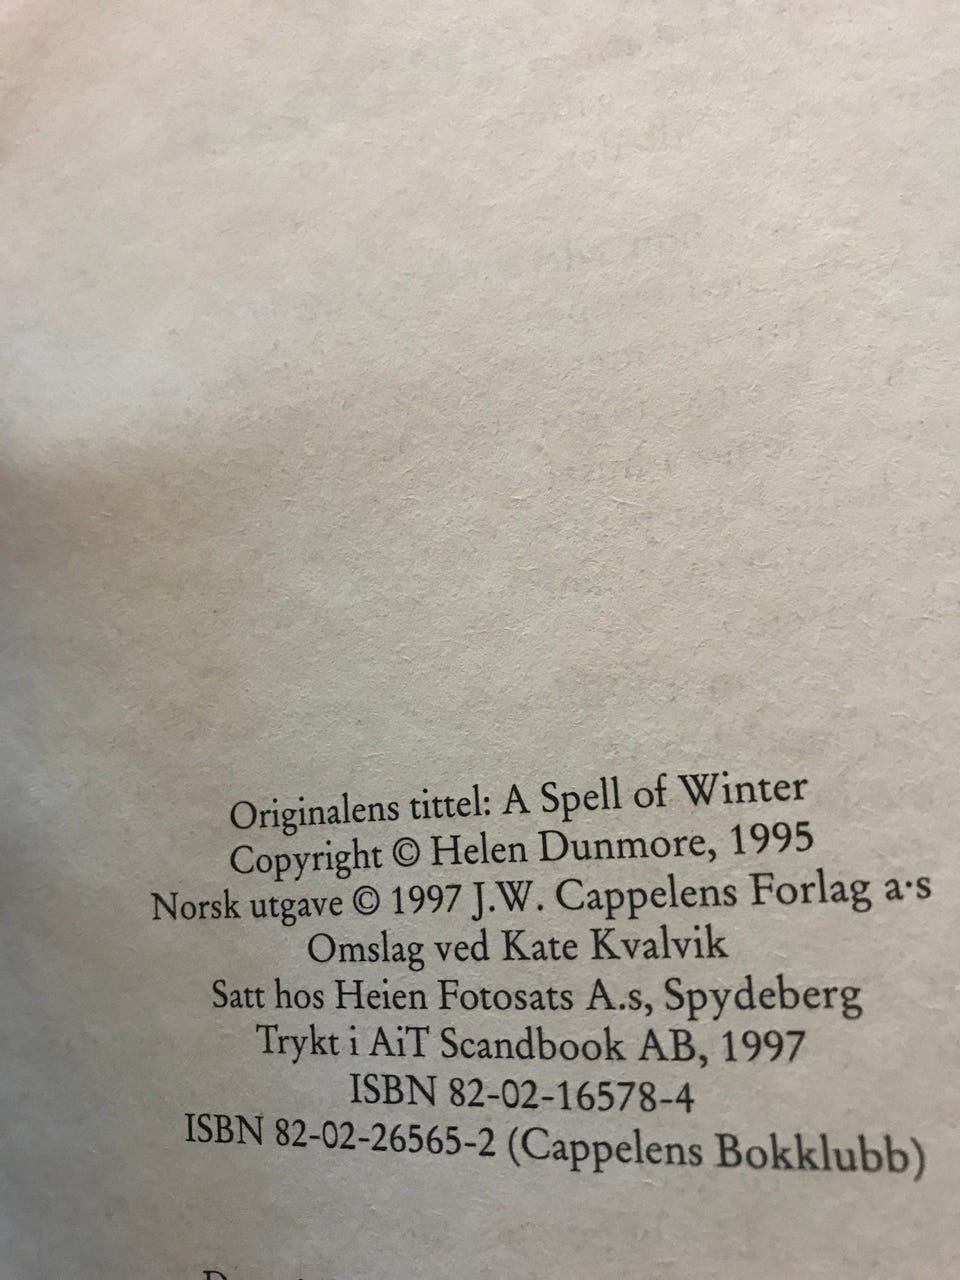 Originalens tittel: A Spell of Winter
Copyright © Helen Dunmore, 1995
Norsk utgave © 1997 J.W. Cappelens Forlag a·s
Omslag ved Kate Kvalvik
Satt hos Heien Fotosats A.s, Spydeberg
Trykt i AiT Scandbook AB, 1997
ISBN 82-02-16578-4
ISBN 82-02-26565-2 (Cappelens Bokklubb)